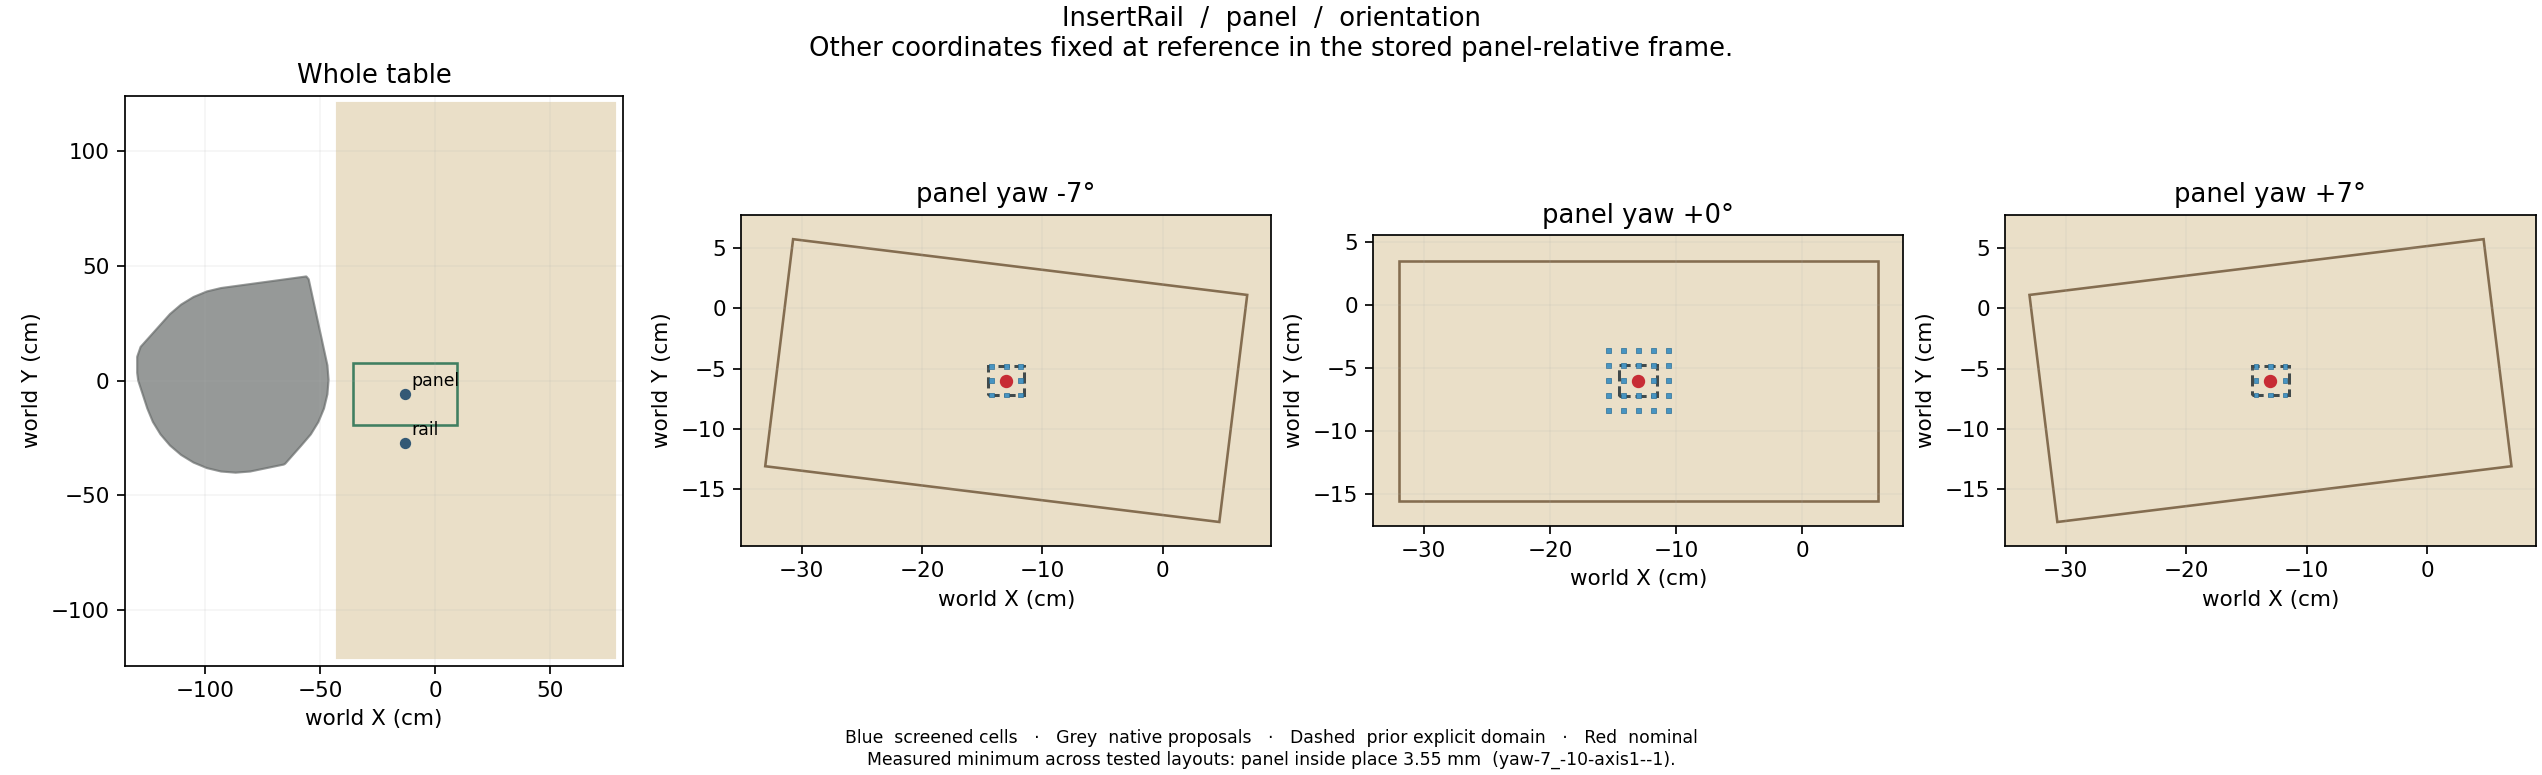 InsertRail / panel / orientation
Other coordinates fixed at reference in the stored panel-relative frame.
Whole table
100
50
0
−50
−100
world Y (cm)
panel
rail
−100
−50
0
50
world X (cm)
panel yaw -7°
5
0
−5
−10
−15
world Y (cm)
−30
−20
−10
0
world X (cm)
panel yaw +0°
5
0
−5
−10
−15
world Y (cm)
−30
−20
−10
0
world X (cm)
panel yaw +7°
5
0
−5
−10
−15
world Y (cm)
−30
−20
−10
0
world X (cm)
Blue screened cells · Grey native proposals · Dashed prior explicit domain · Red nominal
Measured minimum across tested layouts: panel inside place 3.55 mm (yaw-7_-10-axis1--1).